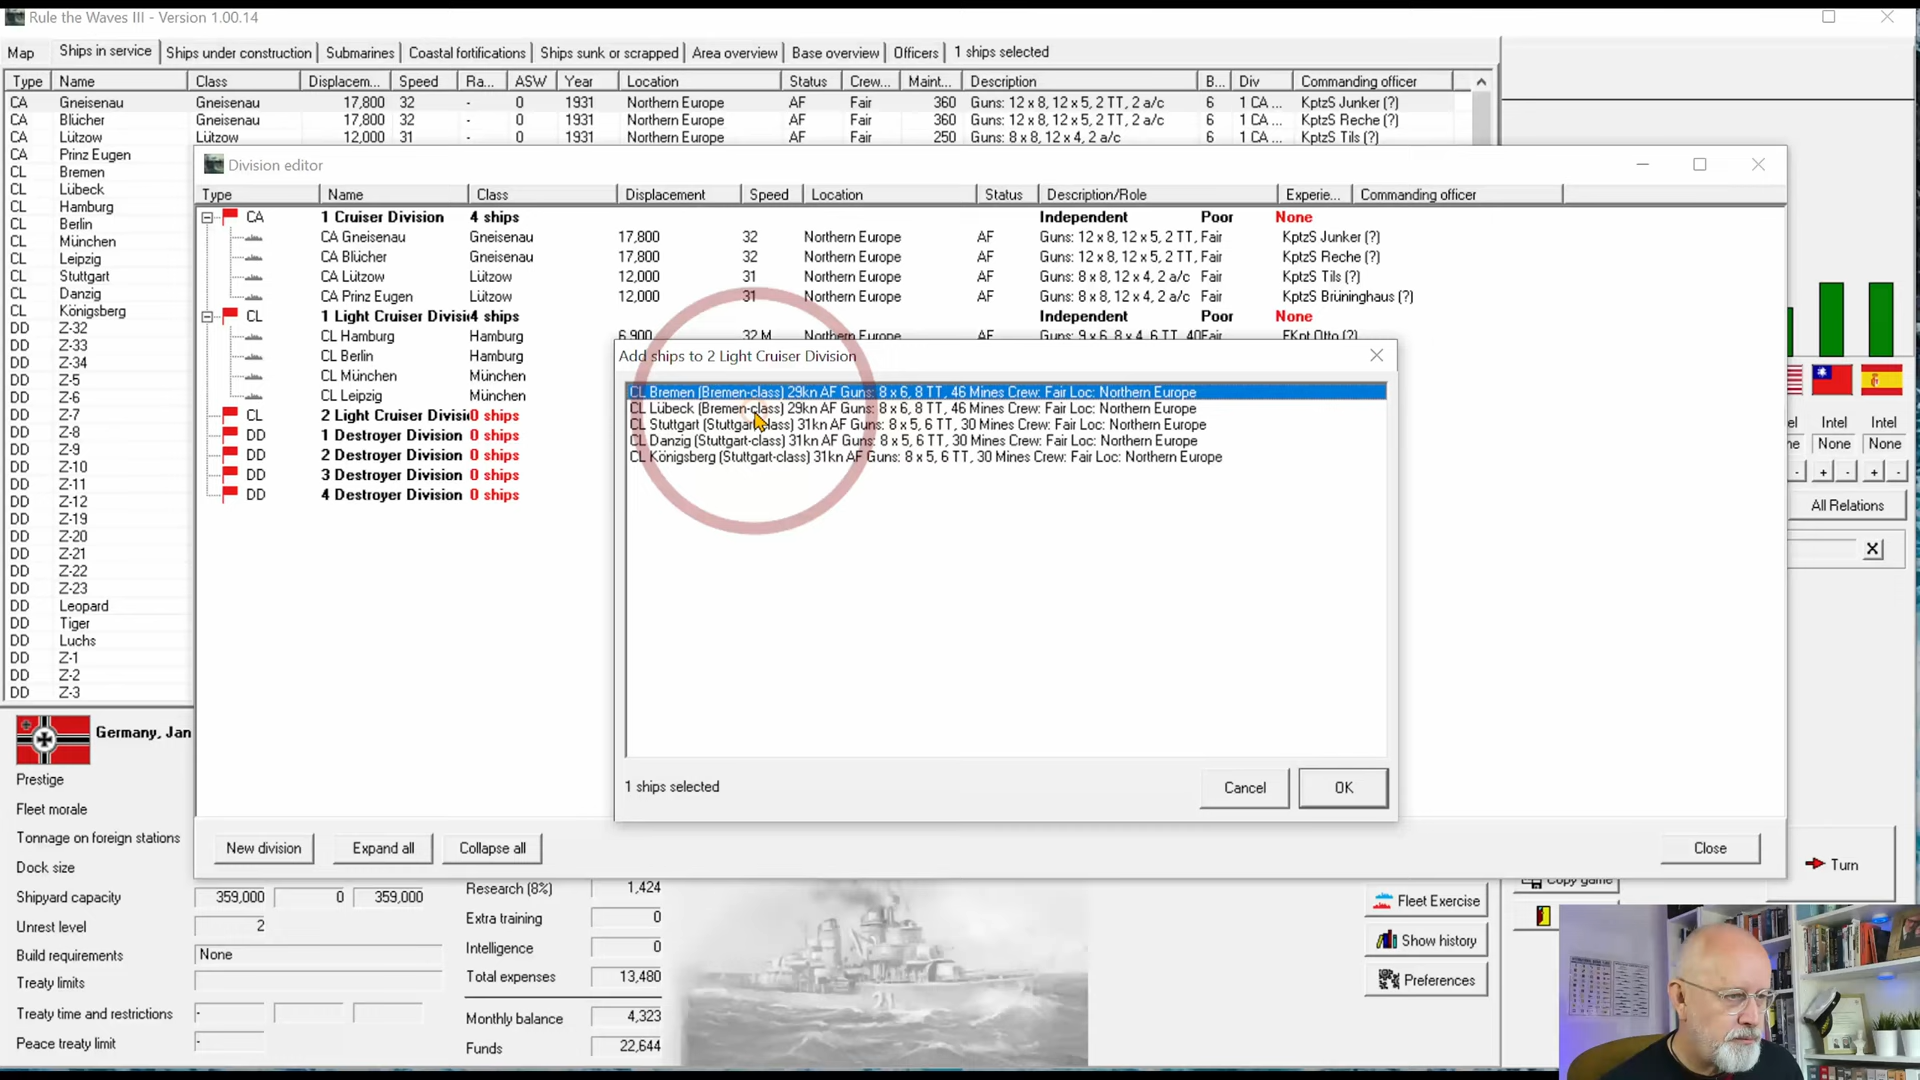 Rule the Waves III - Version 1.00.14
Map Ships in service Ships under construction Submarines Coastal fortifications Ships sunk or scrapped Area overview Base overview Officers 1 ships selected
Type Name Class Displacem... Speed Ra... ASW Year Location Status Crew... Maint... Description B... Div Commanding officer
CA Gneisenau Gneisenau 17,800 32 - 0 1931 Northern Europe AF Fair 360 Guns: 12 x 8, 12 x 5, 2 TT, 2 a/c 6 1 CA ... KptzS Junker (?)
CA Blücher Gneisenau 17,800 32 - 0 1931 Northern Europe AF Fair 360 Guns: 12 x 8, 12 x 5, 2 TT, 2 a/c 6 1 CA ... KptzS Reche (?)
CA Lützow Lützow 12,000 31 - 0 1931 Northern Europe AF Fair 250 Guns: 8 x 8, 12 x 4, 2 a/c 6 1 CA ... KptzS Tils (?)
CA Prinz Eugen
CL Bremen
CL Lübeck
CL Hamburg
CL Berlin
CL München
CL Leipzig
CL Stuttgart
CL Danzig
CL Königsberg
DD Z-32
DD Z-33
DD Z-34
DD Z-5
DD Z-6
DD Z-7
DD Z-8
DD Z-9
DD Z-10
DD Z-11
DD Z-12
DD Z-19
DD Z-20
DD Z-21
DD Z-22
DD Z-23
DD Leopard
DD Tiger
DD Luchs
DD Z-1
DD Z-2
DD Z-3
Division editor
Type Name Class Displacement Speed Location Status Description/Role Experie... Commanding officer
CA 1 Cruiser Division 4 ships Independent Poor None
CA Gneisenau Gneisenau 17,800 32 Northern Europe AF Guns: 12 x 8, 12 x 5, 2 TT, Fair KptzS Junker (?)
CA Blücher Gneisenau 17,800 32 Northern Europe AF Guns: 12 x 8, 12 x 5, 2 TT, Fair KptzS Reche (?)
CA Lützow Lützow 12,000 31 Northern Europe AF Guns: 8 x 8, 12 x 4, 2 a/c Fair KptzS Tils (?)
CA Prinz Eugen Lützow 12,000 31 Northern Europe AF Guns: 8 x 8, 12 x 4, 2 a/c Fair KptzS Brüninghaus (?)
CL 1 Light Cruiser Divisi 4 ships Independent Poor None
CL Hamburg Hamburg 6,900 32 M Northern Europe AF Guns: 9 x 6, 8 x 4, 6 TT, 40 Fair FKpt Otto (?)
CL Berlin Hamburg
CL München München
CL Leipzig München
CL 2 Light Cruiser Divisi 0 ships
DD 1 Destroyer Division 0 ships
DD 2 Destroyer Division 0 ships
DD 3 Destroyer Division 0 ships
DD 4 Destroyer Division 0 ships
Add ships to 2 Light Cruiser Division
CL Bremen (Bremen-class) 29kn AF Guns: 8 x 6, 8 TT, 46 Mines Crew: Fair Loc: Northern Europe
CL Lübeck (Bremen-class) 29kn AF Guns: 8 x 6, 8 TT, 46 Mines Crew: Fair Loc: Northern Europe
CL Stuttgart (Stuttgart-class) 31kn AF Guns: 8 x 5, 6 TT, 30 Mines Crew: Fair Loc: Northern Europe
CL Danzig (Stuttgart-class) 31kn AF Guns: 8 x 5, 6 TT, 30 Mines Crew: Fair Loc: Northern Europe
CL Königsberg (Stuttgart-class) 31kn AF Guns: 8 x 5, 6 TT, 30 Mines Crew: Fair Loc: Northern Europe
1 ships selected Cancel OK
New division Expand all Collapse all Close
el Intel Intel
ne None None
- + - + -
All Relations
X
Turn
Copy game
Germany, Jan
Prestige
Fleet morale
Tonnage on foreign stations
Dock size
Shipyard capacity 359,000 0 359,000
Unrest level 2
Build requirements None
Treaty limits
Treaty time and restrictions -
Peace treaty limit -
Research (8%) 1,424
Extra training 0
Intelligence 0
Total expenses 13,480
Monthly balance 4,323
Funds 22,644
21
Fleet Exercise
Show history
Preferences